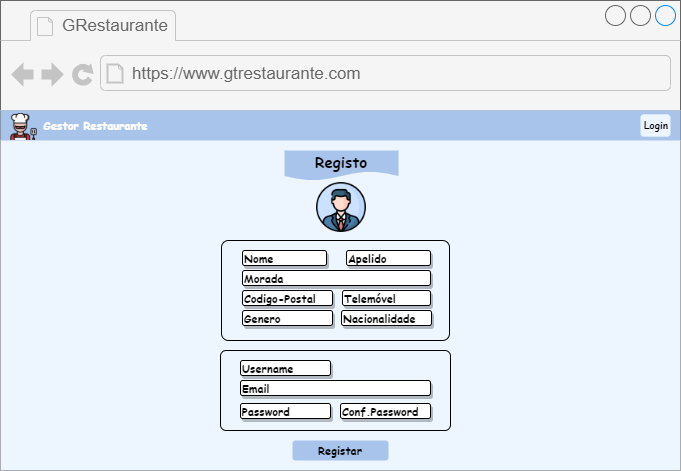 GRestaurante
https://www.gtrestaurante.com
Gestor Restaurante
Login
Registo
Nome Apelido
Morada
Codigo-Postal Telemóvel
Genero Nacionalidade
Username
Email
Password Conf.Password
Registar